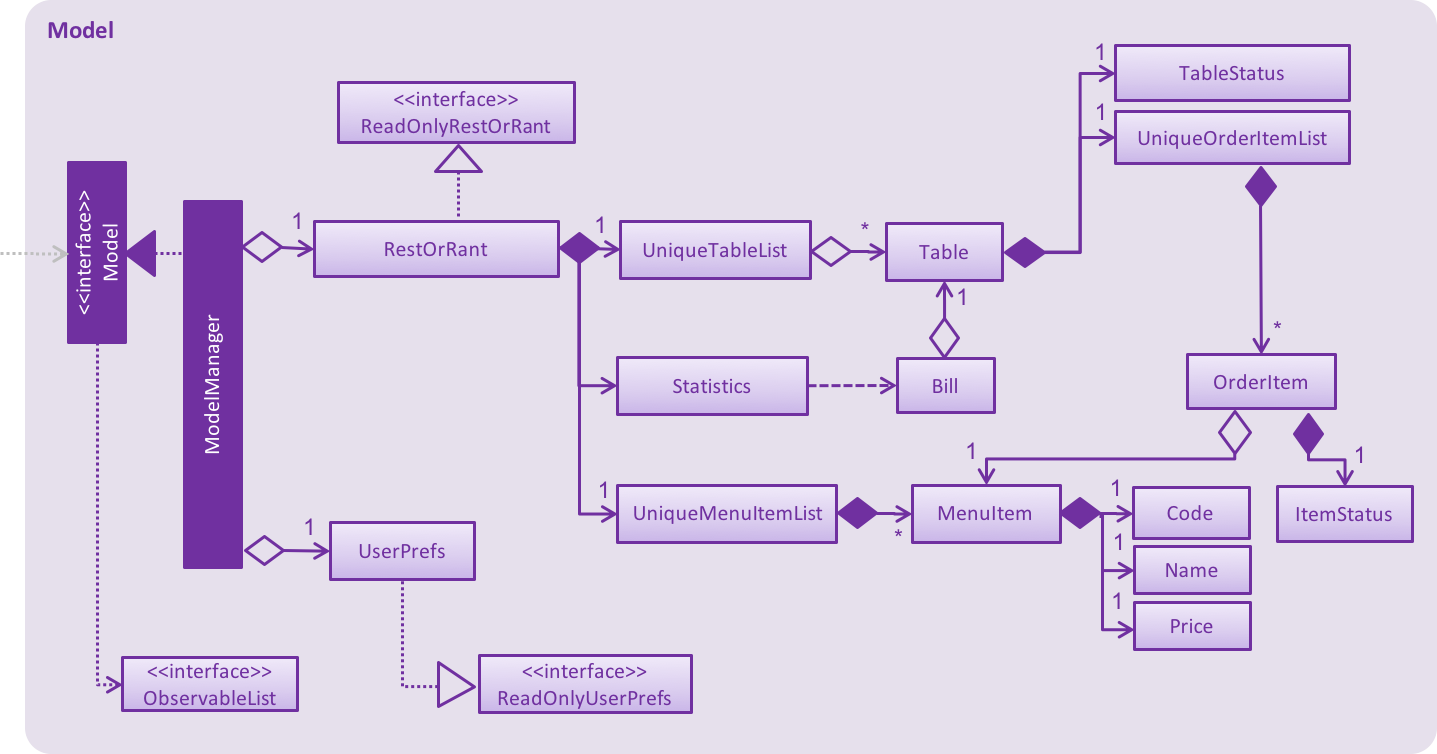 Model
1
TableStatus
<<interface>>
ReadOnlyRestOrRant
1
UniqueOrderItemList
<<interface>>
Model
1
RestOrRant
1
UniqueTableList
*
Table
1
*
ModelManager
Statistics
Bill
OrderItem
1
1
1
UniqueMenuItemList
*
MenuItem
1
Code
ItemStatus
1
UserPrefs
1
Name
1
Price
<<interface>>
ObservableList
<<interface>>
ReadOnlyUserPrefs